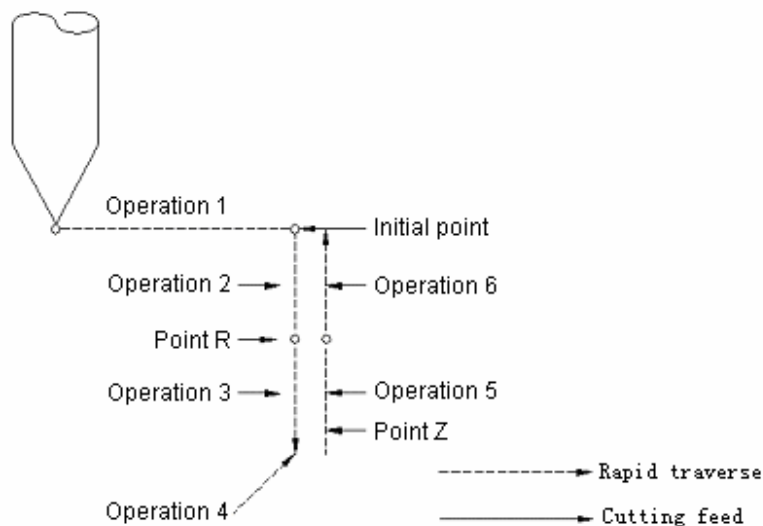 Operation 1
Initial point
Operation 2
Operation 6
Point R
Operation 3
Operation 5
Point Z
Rapid traverse
Operation 4
Cutting feed